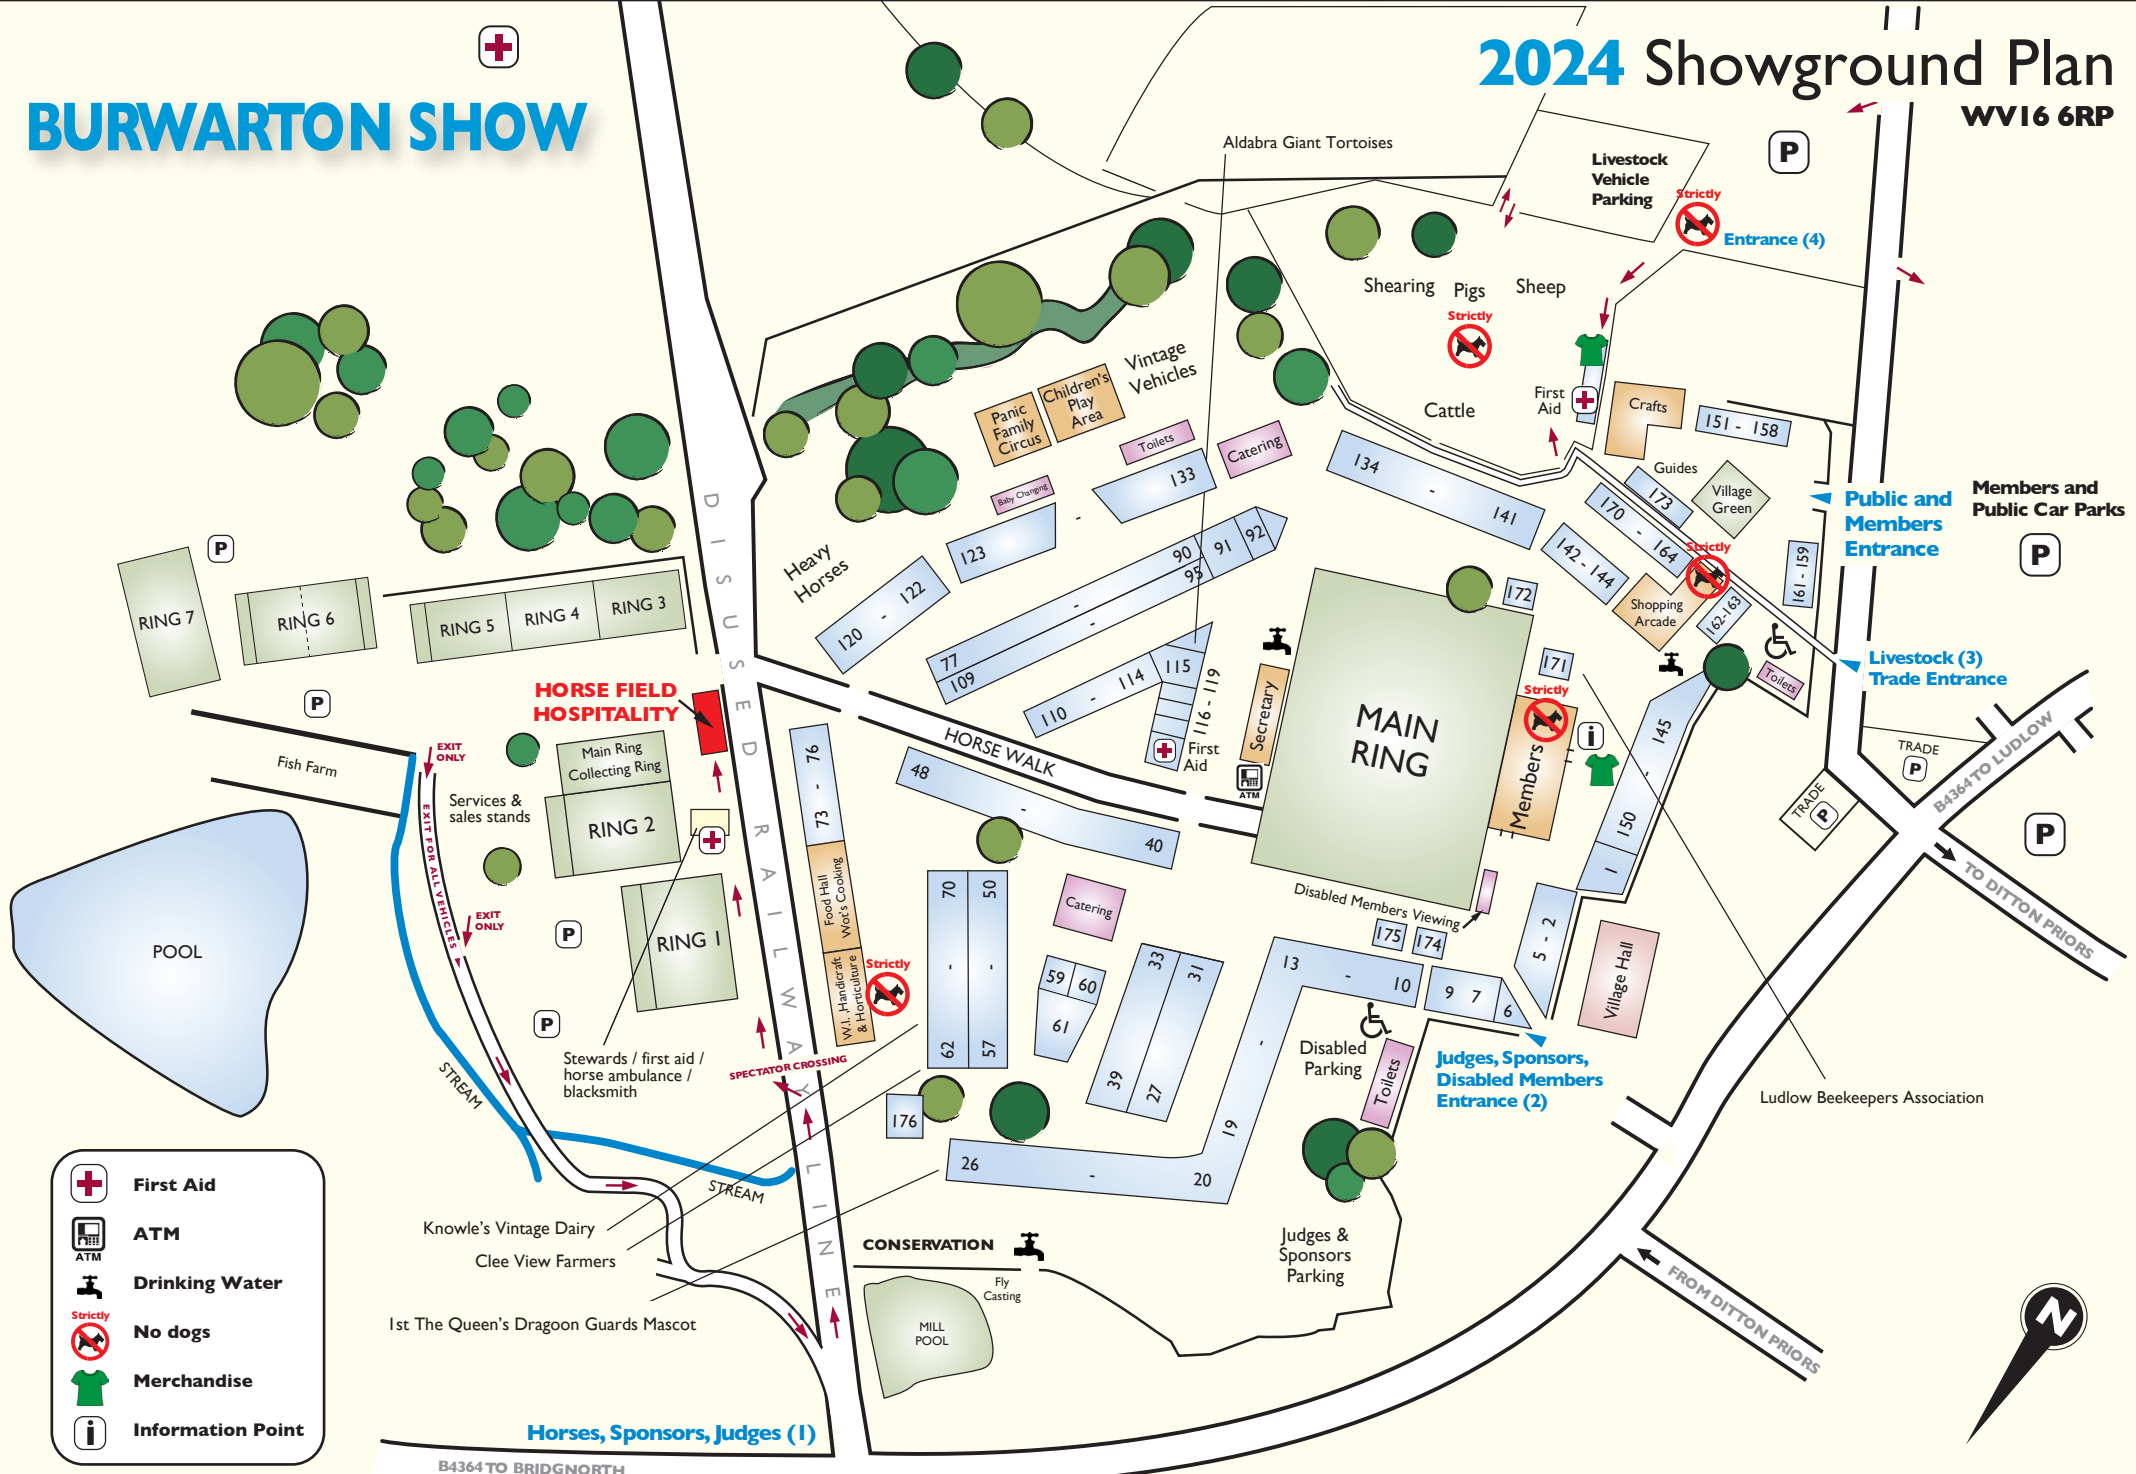 2024 Showground Plan
WV16 6RP
BURWARTON SHOW
Aldabra Giant Tortoises
Livestock
Vehicle
Parking
P
Strictly
Entrance (4)
Shearing
Pigs
Sheep
Strictly
Cattle
First
Aid
Crafts
151 - 158
Guides
173
Village
Green
Public and
Members
Entrance
Members and
Public Car Parks
P
Vintage
Vehicles
Children's
Play
Area
Panic
Family
Circus
Toilets
Catering
Baby Changing
133
-
123
134
-
141
170 - 164
142 - 144
Strictly
161 - 159
Shopping
Arcade
162-163
Toilets
Livestock (3)
Trade Entrance
Heavy
Horses
120 - 122
77
-
90
91
92
109
-
95
110 - 114
115
116 - 119
First
Aid
Secretary
ATM
MAIN
RING
172
171
Strictly
Members
i
145
-
150
1
TRADE
P
TRADE
P
B4364 TO LUDLOW
P
TO DITTON PRIORS
DISUSED RAILWAY LINE
P
RING 7
RING 6
RING 5
RING 4
RING 3
P
HORSE FIELD
HOSPITALITY
Fish Farm
EXIT
ONLY
EXIT FOR ALL VEHICLES
Services &
sales stands
Main Ring
Collecting Ring
RING 2
RING 1
EXIT
ONLY
P
P
POOL
STREAM
Stewards / first aid /
horse ambulance /
blacksmith
SPECTATOR CROSSING
HORSE WALK
73 - 76
Food Hall
Wot's Cooking
W.I. ,Handicraft
& Horticulture
Strictly
48
-
40
70
-
62
50
-
57
Catering
59
60
61
33
39
31
27
176
26
-
20
19
-
13
-
10
Disabled Members Viewing
175
174
9
7
6
5 - 2
Village Hall
Disabled
Parking
Toilets
Judges, Sponsors,
Disabled Members
Entrance (2)
Ludlow Beekeepers Association
Judges &
Sponsors
Parking
FROM DITTON PRIORS
N
STREAM
Knowle's Vintage Dairy
Clee View Farmers
1st The Queen's Dragoon Guards Mascot
CONSERVATION
Fly
Casting
MILL
POOL
Horses, Sponsors, Judges (1)
B4364 TO BRIDGNORTH
First Aid
ATM
ATM
Drinking Water
Strictly
No dogs
Merchandise
i
Information Point